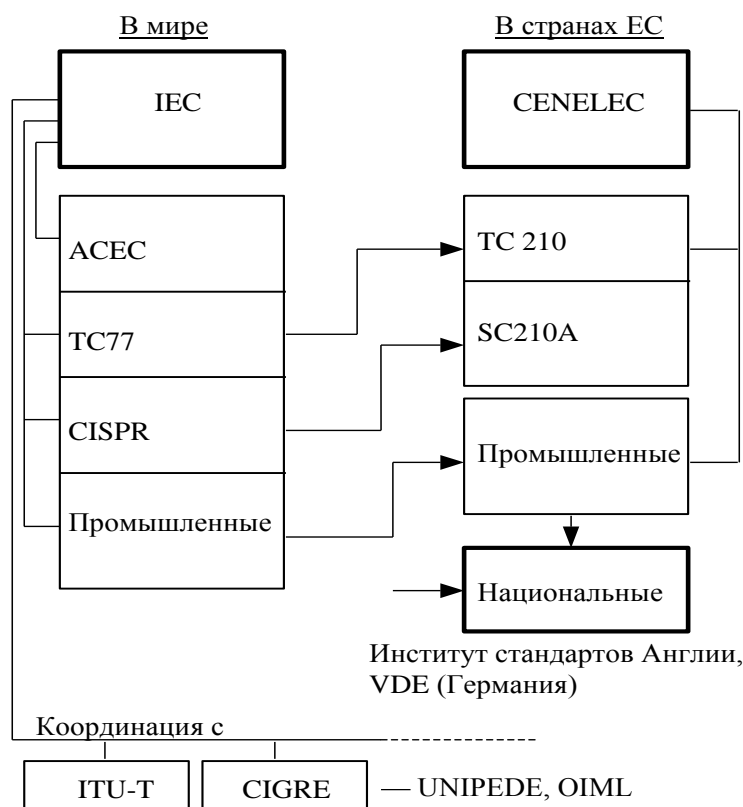 В мире
В странах ЕС
IEC
CENELEC
ACEC
TC77
CISPR
Промышленные
TC 210
SC210A
Промышленные
Национальные
Институт стандартов Англии,
VDE (Германия)
Координация с
ITU-T
CIGRE
— UNIPEDE, OIML